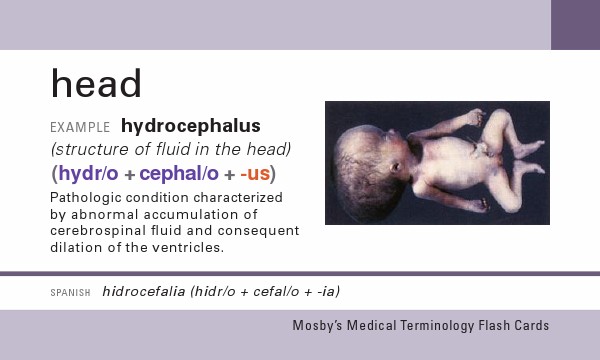 head
EXAMPLE hydrocephalus
(structure of fluid in the head)
(hydr/o + cephal/o + -us)
Pathologic condition characterized
by abnormal accumulation of
cerebrospinal fluid and consequent
dilation of the ventricles.
SPANISH hidrocefalia (hidr/o + cefal/o + -ia)
Mosby's Medical Terminology Flash Cards